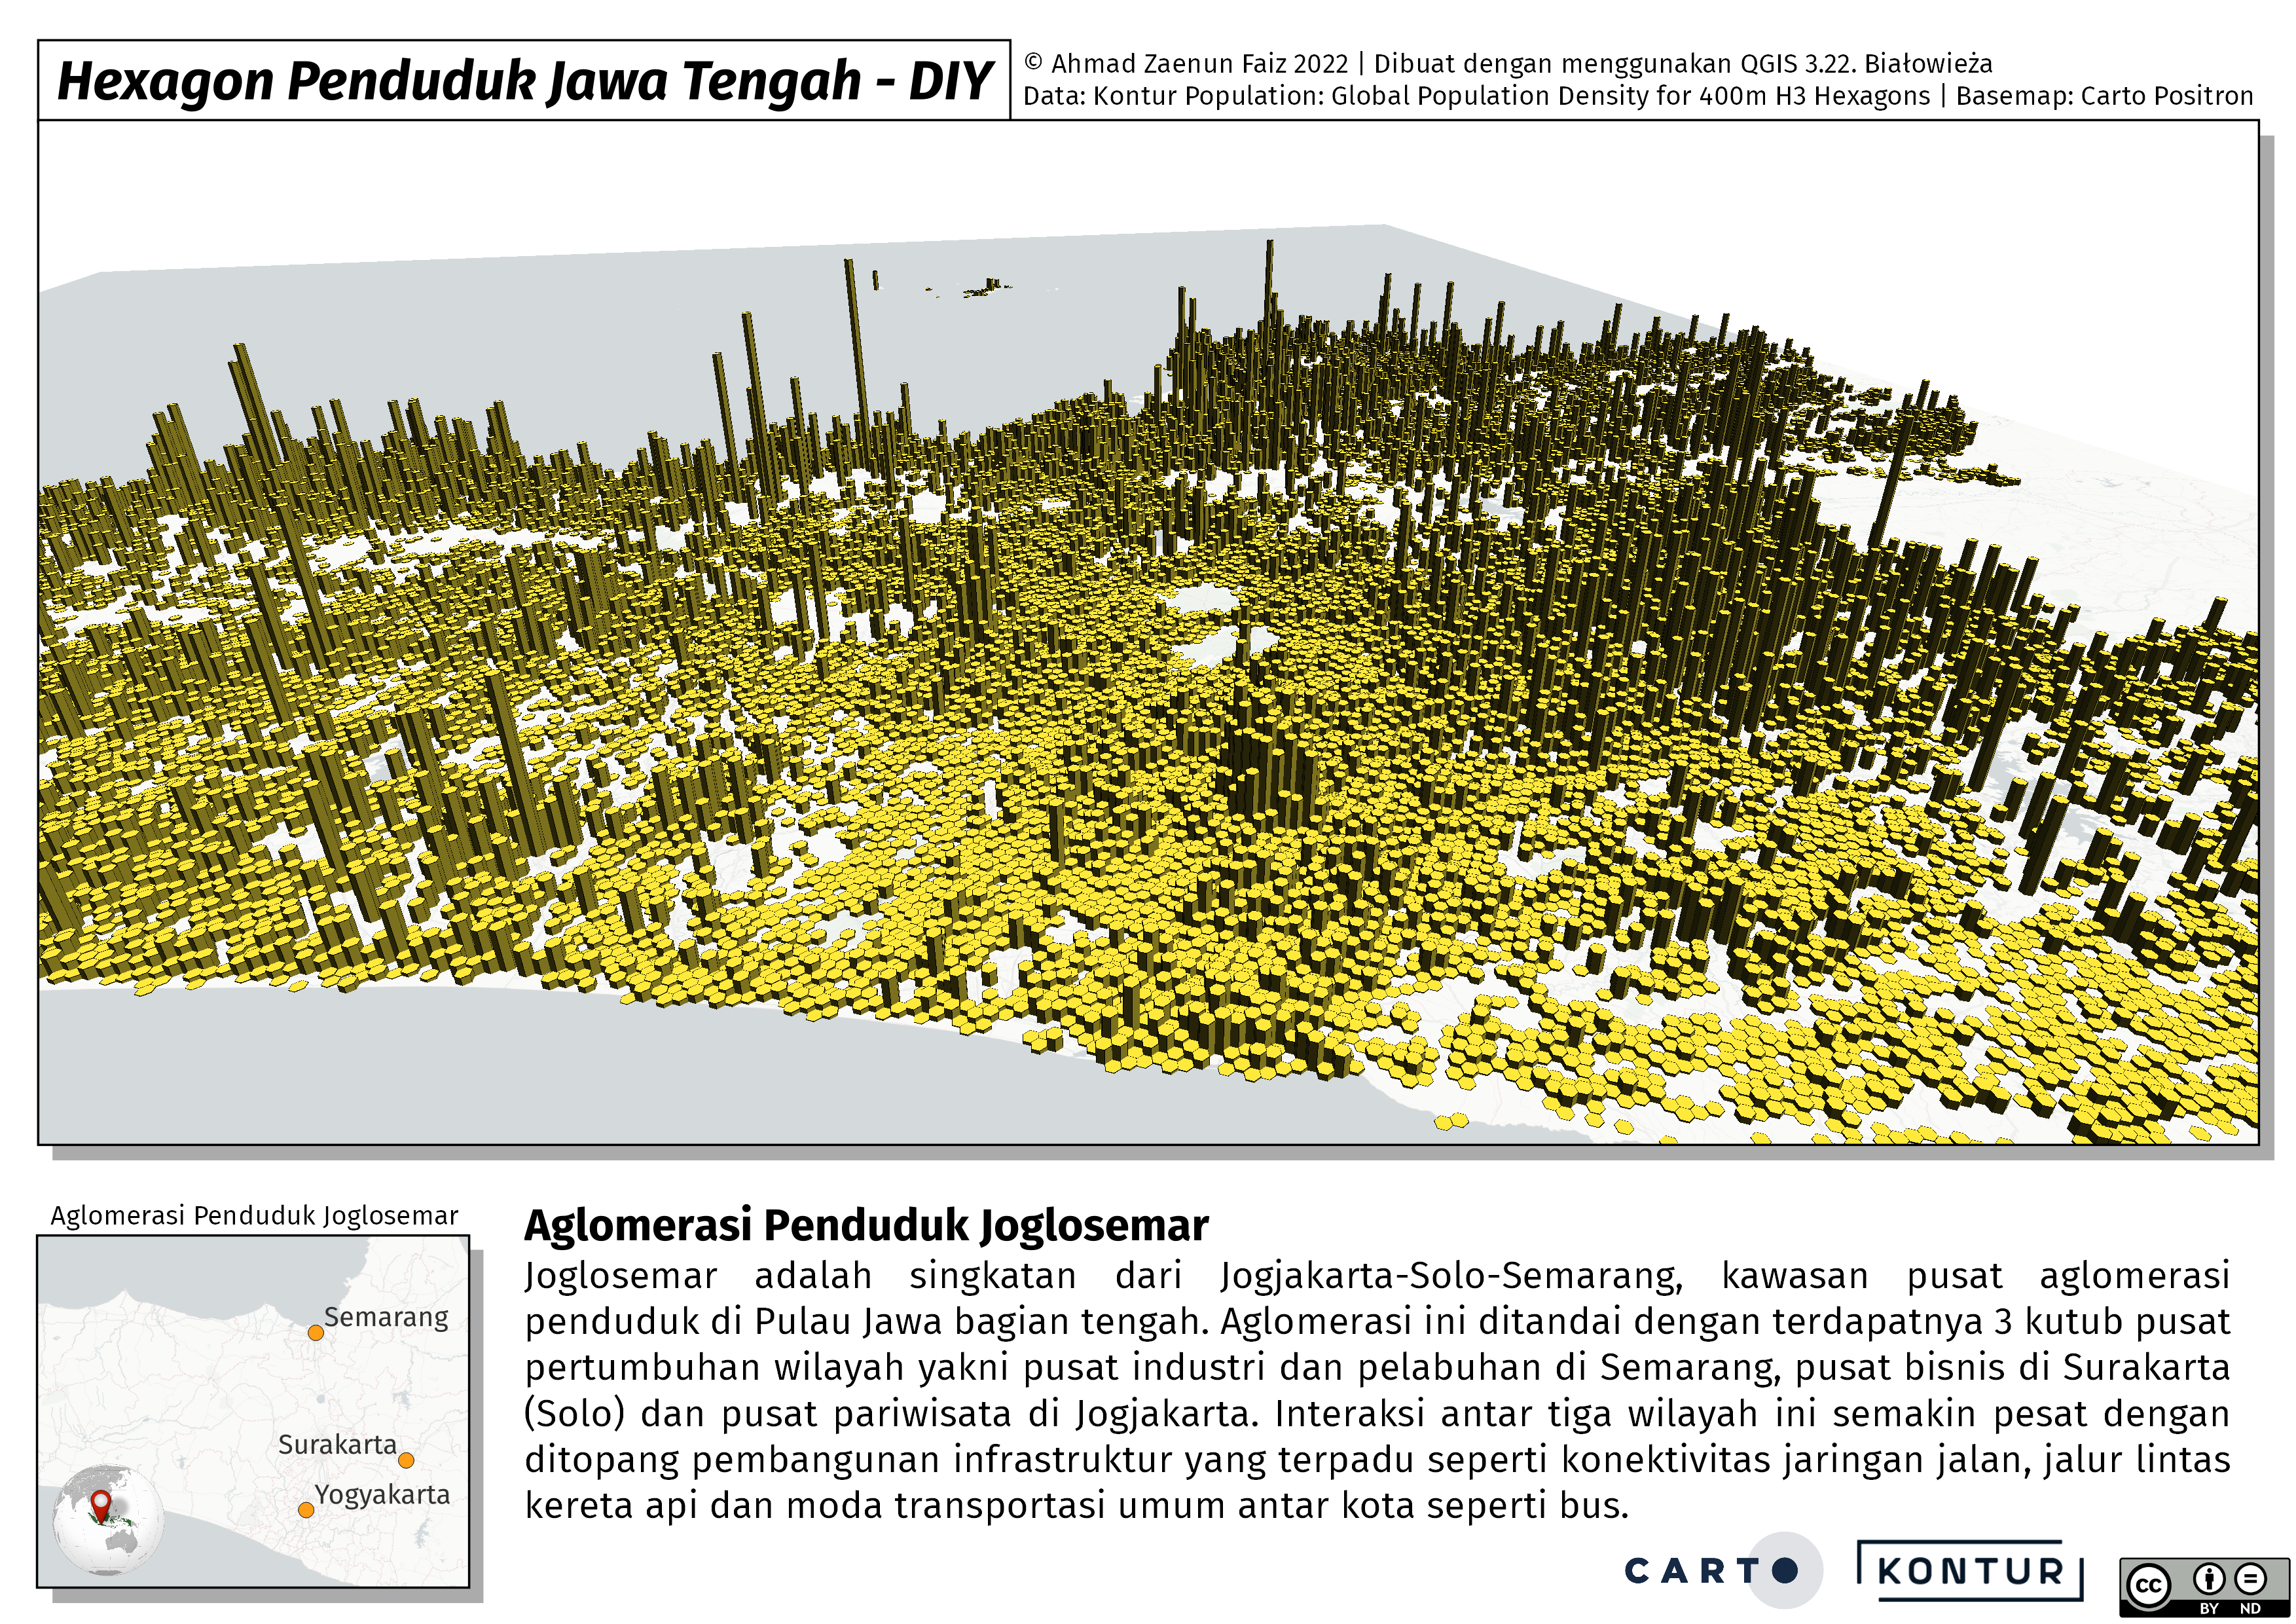 Hexagon Penduduk Jawa Tengah - DIY
© Ahmad Zaenun Faiz 2022 | Dibuat dengan menggunakan QGIS 3.22. Białowieża
Data: Kontur Population: Global Population Density for 400m H3 Hexagons | Basemap: Carto Positron
Aglomerasi Penduduk Joglosemar
Semarang
Surakarta
Yogyakarta
Aglomerasi Penduduk Joglosemar
Joglosemar adalah singkatan dari Jogjakarta-Solo-Semarang, kawasan pusat aglomerasi
penduduk di Pulau Jawa bagian tengah. Aglomerasi ini ditandai dengan terdapatnya 3 kutub pusat
pertumbuhan wilayah yakni pusat industri dan pelabuhan di Semarang, pusat bisnis di Surakarta
(Solo) dan pusat pariwisata di Jogjakarta. Interaksi antar tiga wilayah ini semakin pesat dengan
ditopang pembangunan infrastruktur yang terpadu seperti konektivitas jaringan jalan, jalur lintas
kereta api dan moda transportasi umum antar kota seperti bus.
CARTO
KONTUR
cc
BY ND